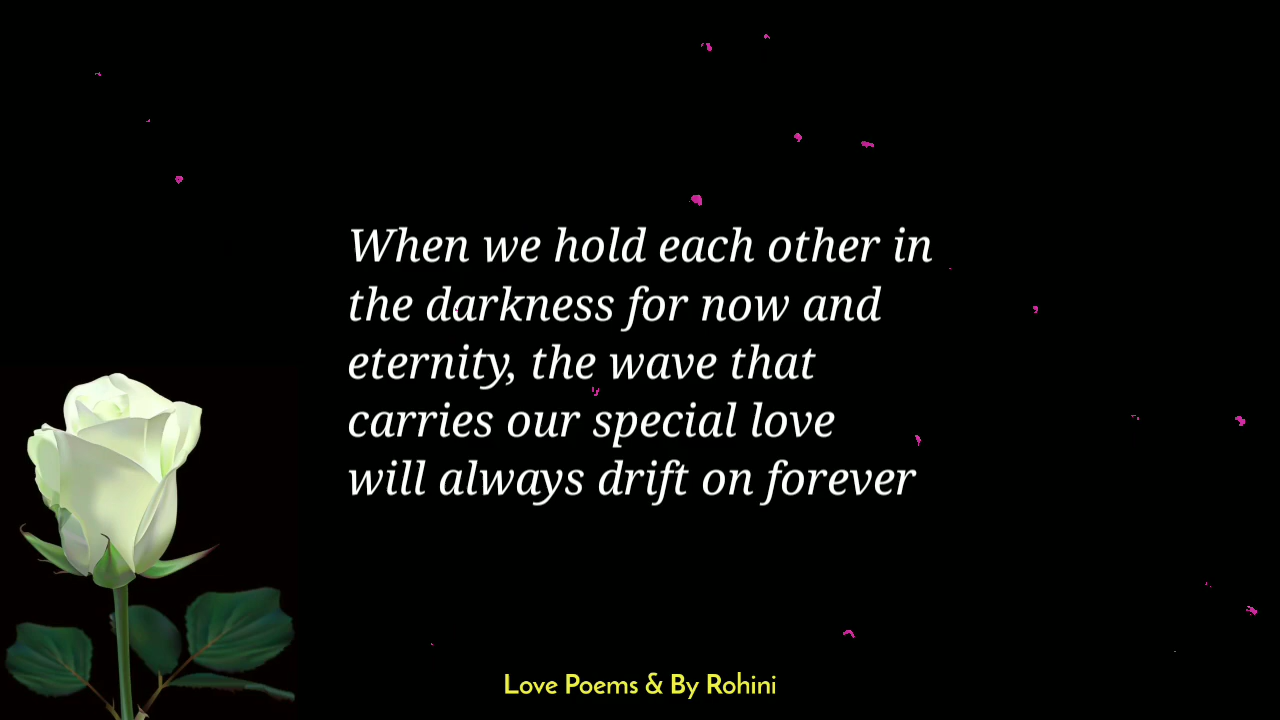 When we hold each other in
the darkness for now and
eternity, the wave that
carries our special love
will always drift on forever
Love Poems & By Rohini